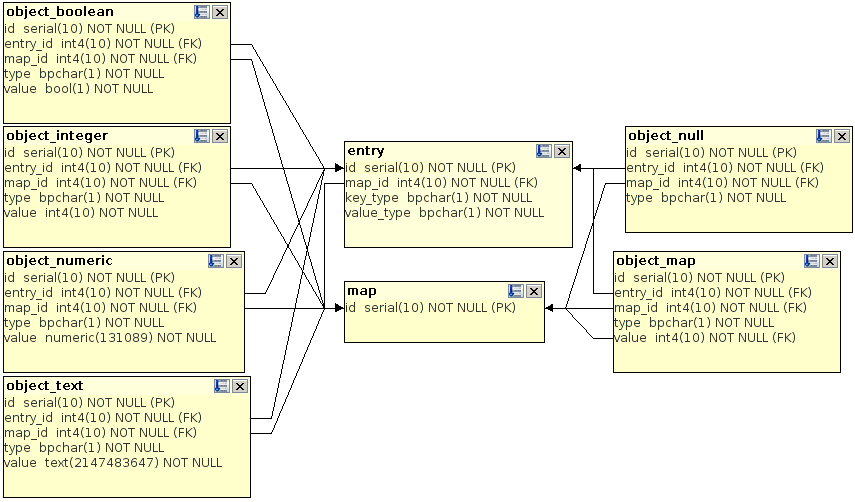 object_boolean
id serial(10) NOT NULL (PK)
entry_id int4(10) NOT NULL (FK)
map_id int4(10) NOT NULL (FK)
type bpchar(1) NOT NULL
value bool(1) NOT NULL
object_integer
id serial(10) NOT NULL (PK)
entry_id int4(10) NOT NULL (FK)
map_id int4(10) NOT NULL (FK)
type bpchar(1) NOT NULL
value int4(10) NOT NULL
object_numeric
id serial(10) NOT NULL (PK)
entry_id int4(10) NOT NULL (FK)
map_id int4(10) NOT NULL (FK)
type bpchar(1) NOT NULL
value numeric(131089) NOT NULL
object_text
id serial(10) NOT NULL (PK)
entry_id int4(10) NOT NULL (FK)
map_id int4(10) NOT NULL (FK)
type bpchar(1) NOT NULL
value text(2147483647) NOT NULL
entry
id serial(10) NOT NULL (PK)
map_id int4(10) NOT NULL (FK)
key_type bpchar(1) NOT NULL
value_type bpchar(1) NOT NULL
map
id serial(10) NOT NULL (PK)
object_null
id serial(10) NOT NULL (PK)
entry_id int4(10) NOT NULL (FK)
map_id int4(10) NOT NULL (FK)
type bpchar(1) NOT NULL
object_map
id serial(10) NOT NULL (PK)
entry_id int4(10) NOT NULL (FK)
map_id int4(10) NOT NULL (FK)
type bpchar(1) NOT NULL
value int4(10) NOT NULL (FK)